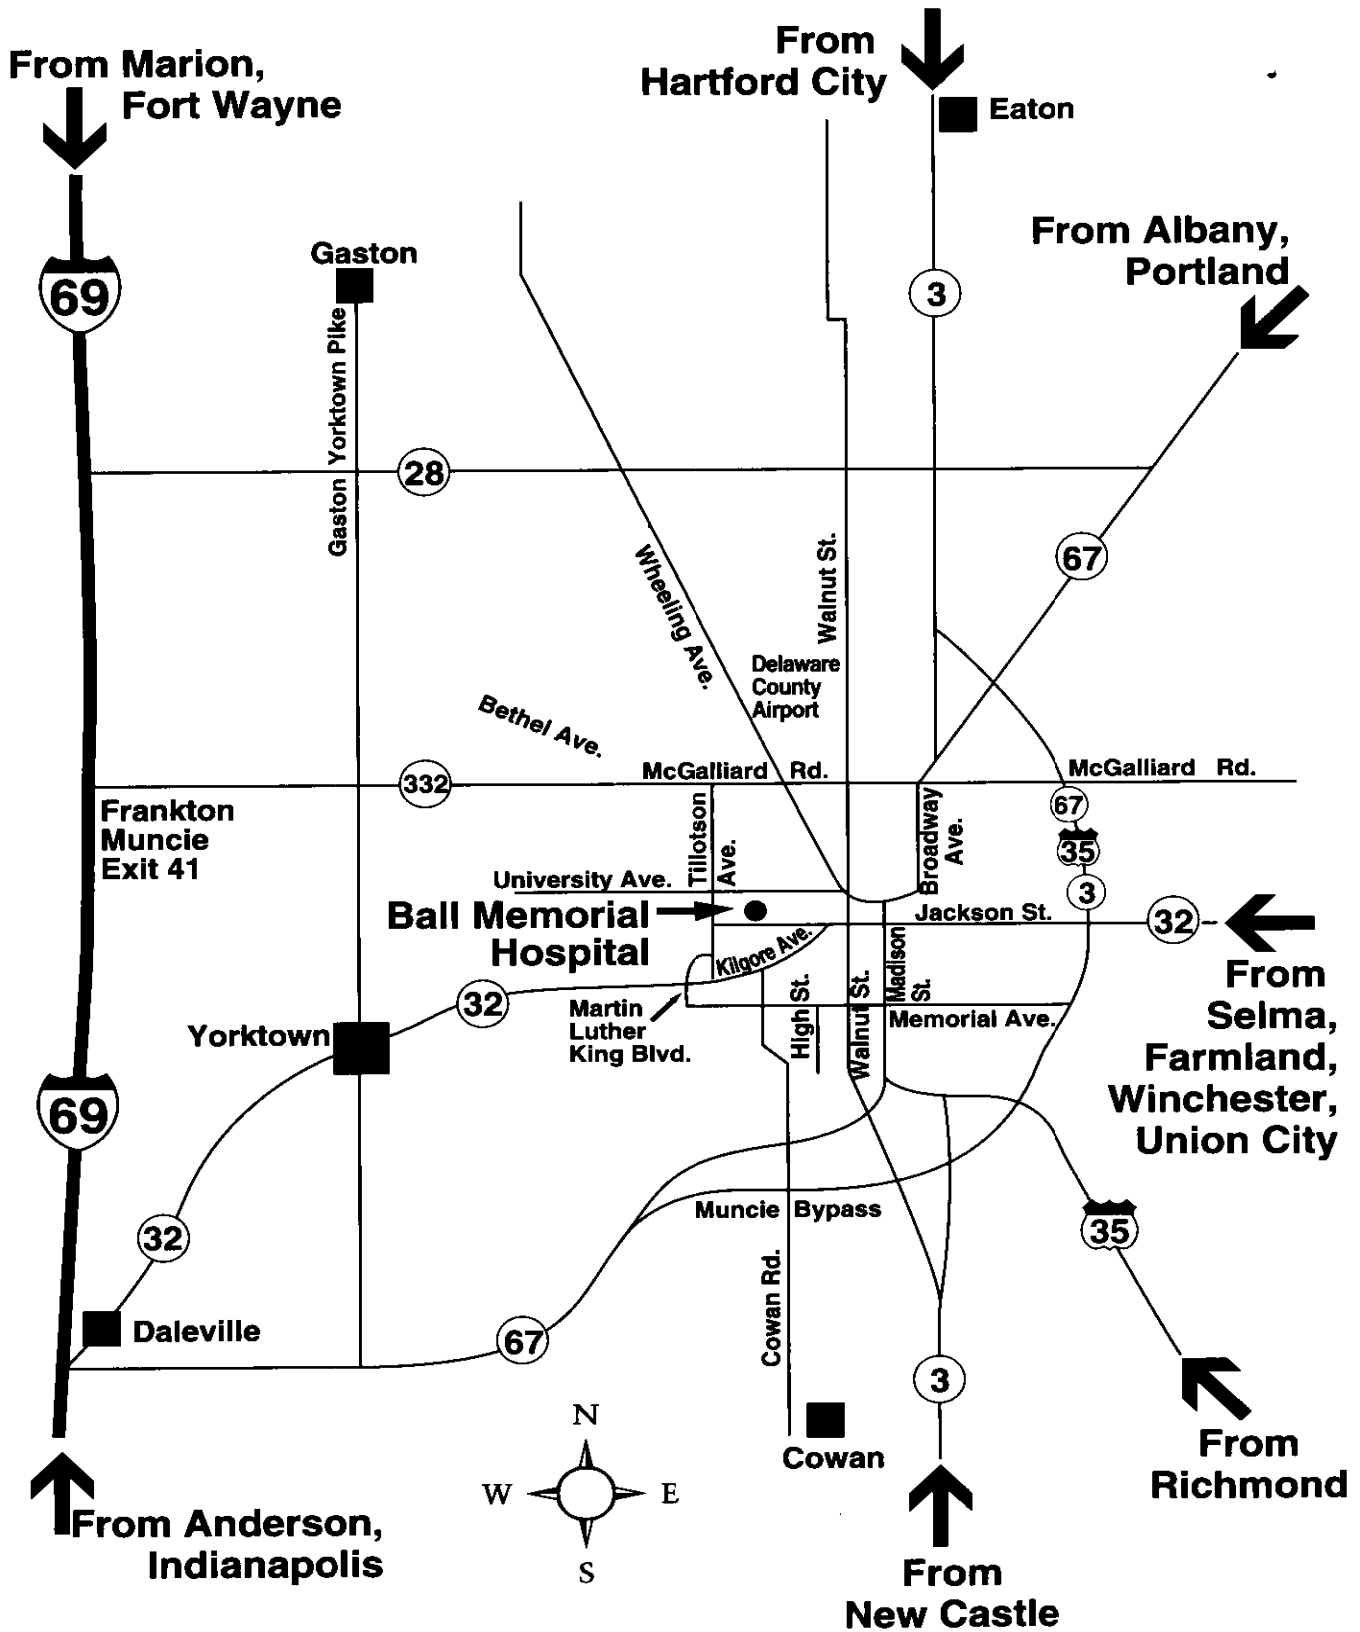 From Marion,
Fort Wayne
From
Hartford City
Eaton
From Albany,
Portland
69
Gaston
3
Gaston Yorktown Pike
28
67
Wheeling Ave.
Walnut St.
Delaware
County
Airport
Bethel Ave.
332
McGalliard Rd.
McGalliard Rd.
Frankton
Muncie
Exit 41
Tillotson
Ave.
Broadway
Ave.
67
35
3
University Ave.
Ball Memorial
Hospital
Jackson St.
32
Kilgore Ave.
Madison
St.
From
Selma,
Farmland,
Winchester,
Union City
32
Martin
Luther
King Blvd.
High St.
Walnut St.
Memorial Ave.
Yorktown
69
32
Muncie Bypass
35
Daleville
67
Cowan Rd.
3
Cowan
From
Richmond
N
W E
S
From Anderson,
Indianapolis
From
New Castle